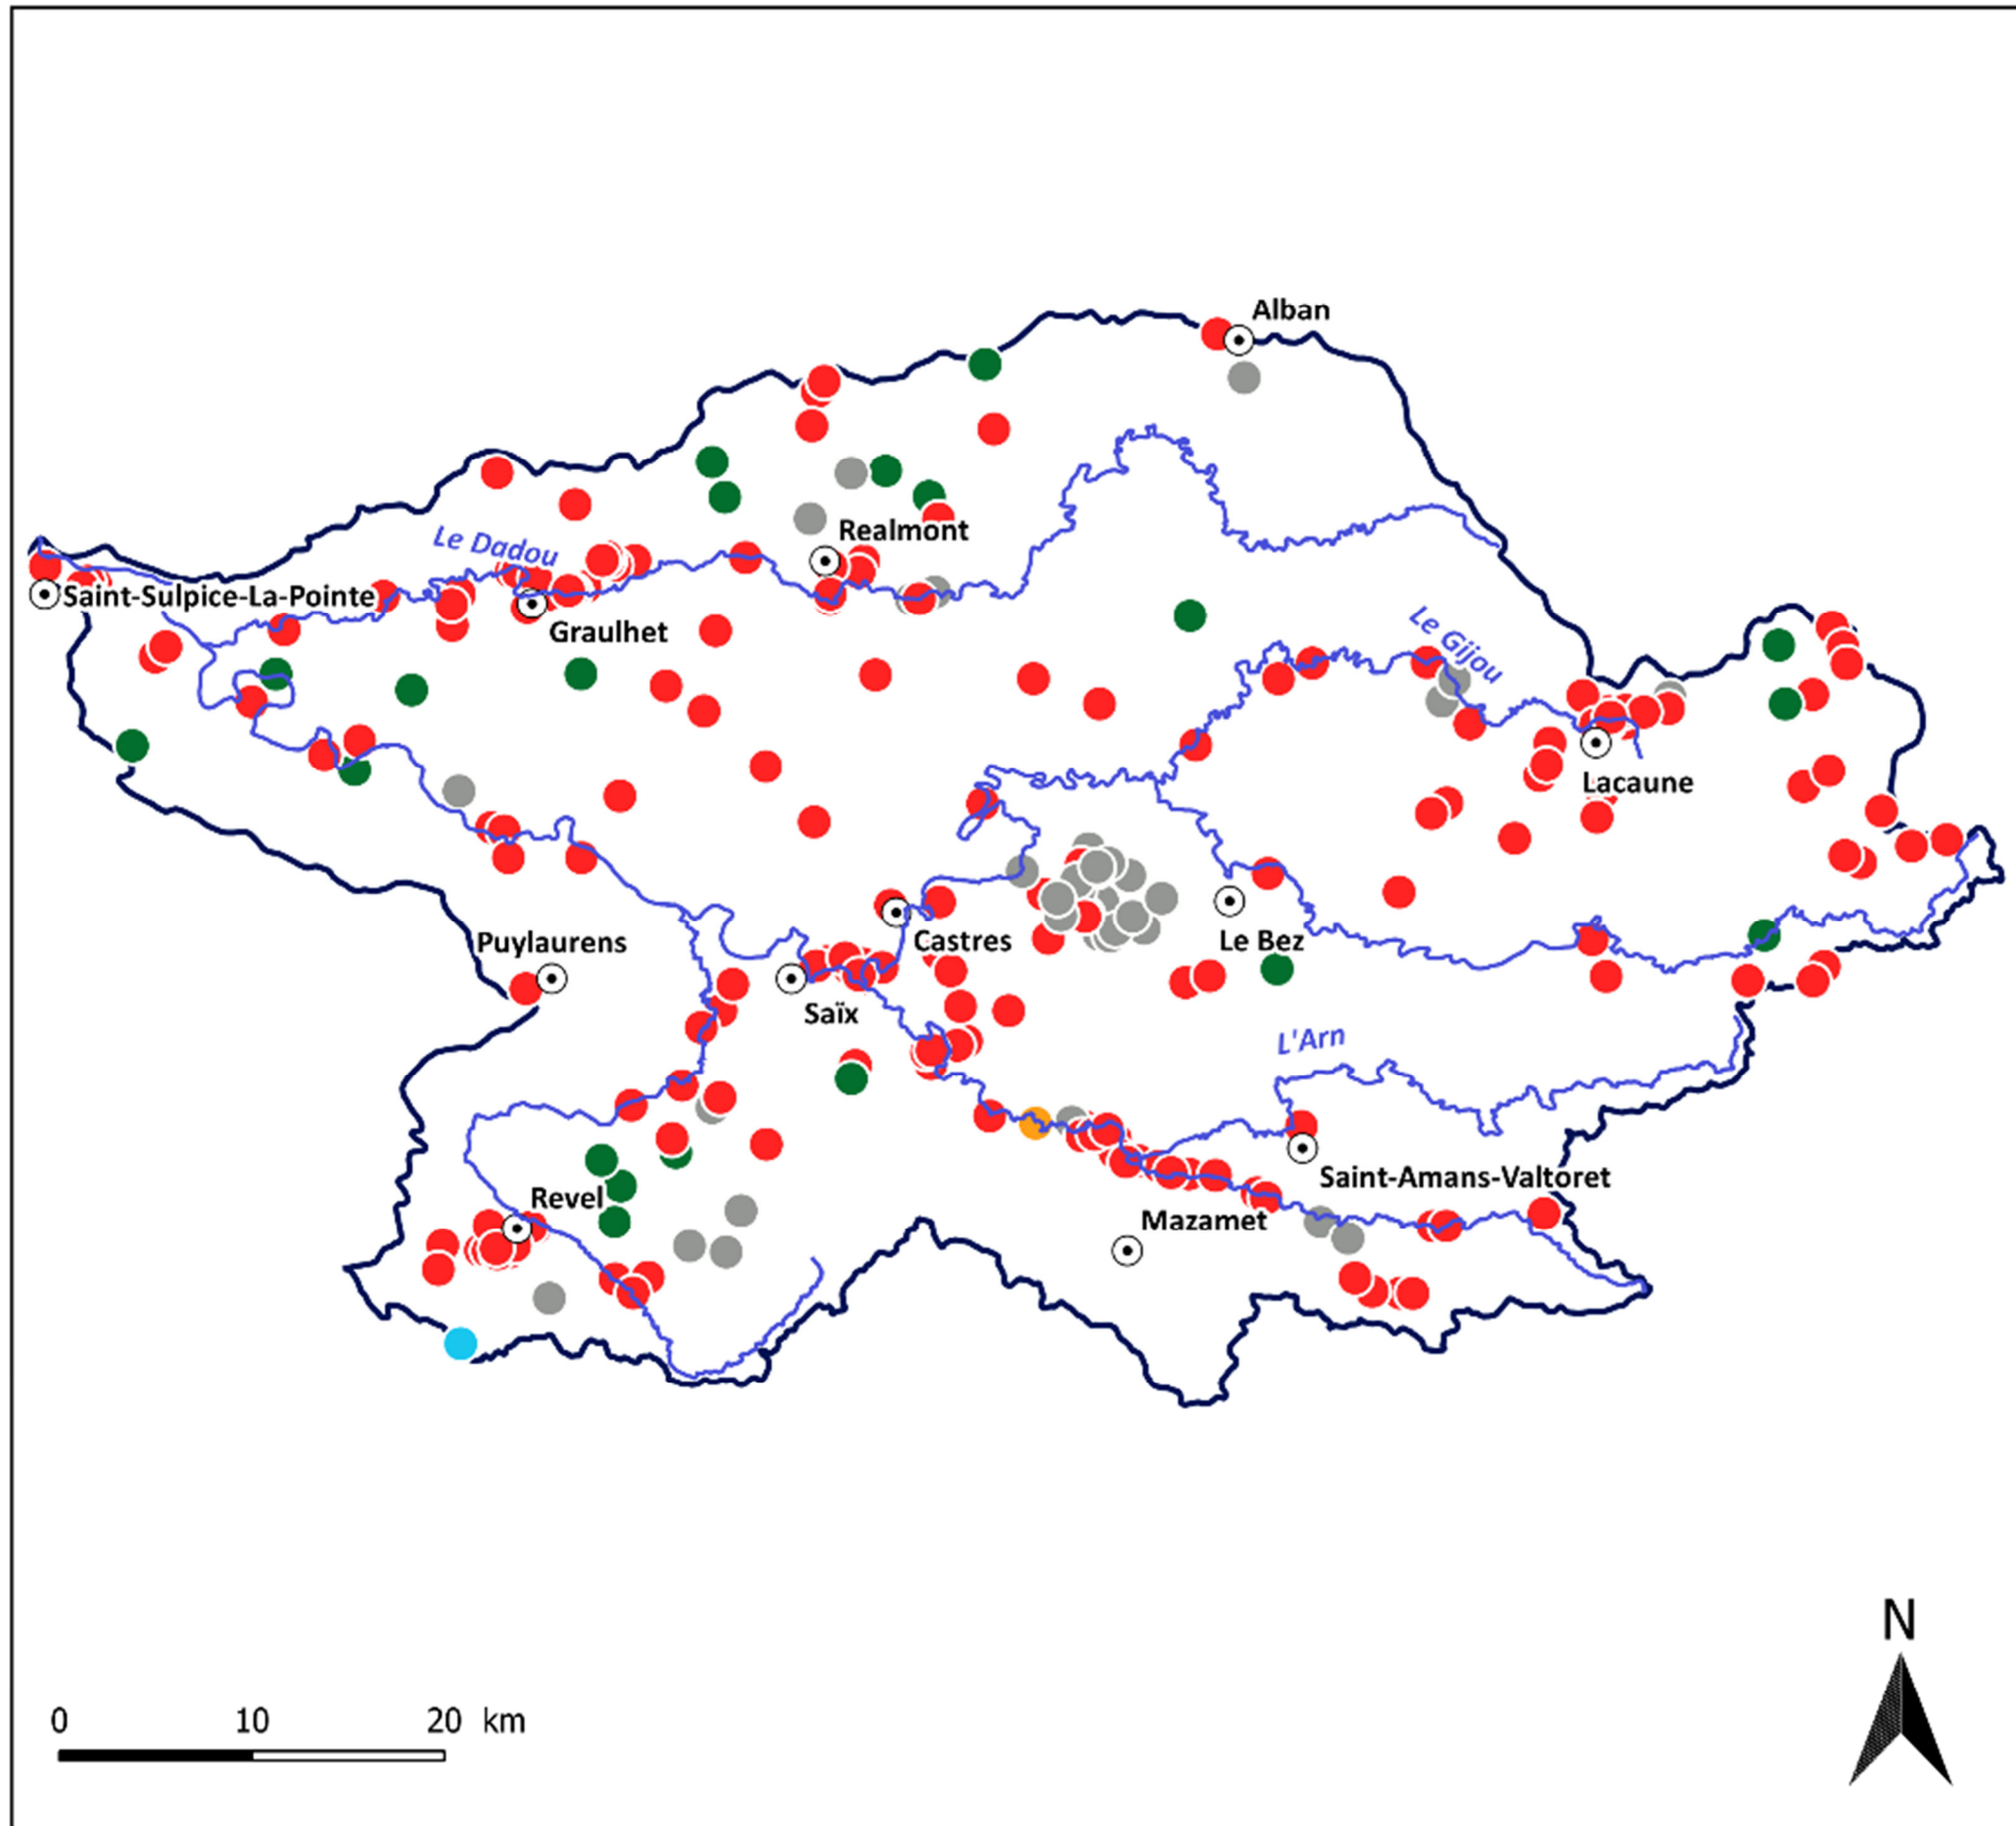 Alban
Realmont
Le Dadou
Saint-Sulpice-La-Pointe
Graulhet
Le Gijou
Lacaune
Puylaurens
Castres
Le Bez
Saïx
L'Arn
Saint-Amans-Valtoret
Revel
Mazamet
N
0 10 20 km